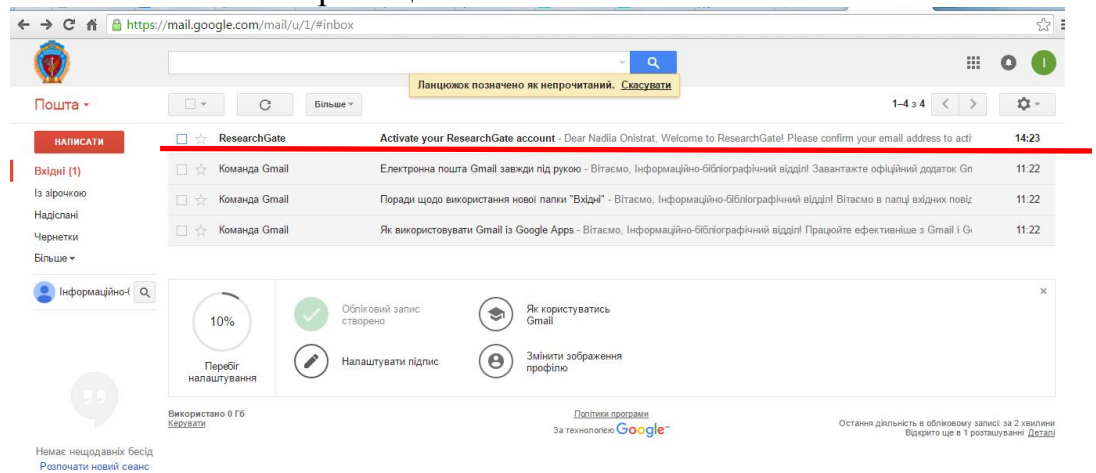 https://mail.google.com/mail/u/1/#inbox
Ланцюжок позначено як непрочитаний. Скасувати
Пошта
Більше
1–4 з 4
НАПИСАТИ
Вхідні (1)
Із зірочкою
Надіслані
Чернетки
Більше
Інформаційно-б
ResearchGate Activate your ResearchGate account - Dear Nadiia Onistrat, Welcome to ResearchGate! Please confirm your email address to acti 14:23
Команда Gmail Електронна пошта Gmail завжди під рукою - Вітаємо, Інформаційно-бібліографічний відділ! Завантажте офіційний додаток Gm 11:22
Команда Gmail Поради щодо використання нової папки "Вхідні" - Вітаємо, Інформаційно-бібліографічний відділ! Вітаємо в папці вхідних повід 11:22
Команда Gmail Як використовувати Gmail із Google Apps - Вітаємо, Інформаційно-бібліографічний відділ! Працюйте ефективніше з Gmail і G 11:22
10%
Перебіг
налаштування
Обліковий запис
створено
Налаштувати підпис
Як користуватись
Gmail
Змінити зображення
профілю
Використано 0 Гб
Керувати
Політики програми
За технологією Google™
Остання діяльність в обліковому записі: за 2 хвилини
Відкрито ще в 1 розташуванні Деталі
Немає нещодавніх бесід
Розпочати новий сеанс